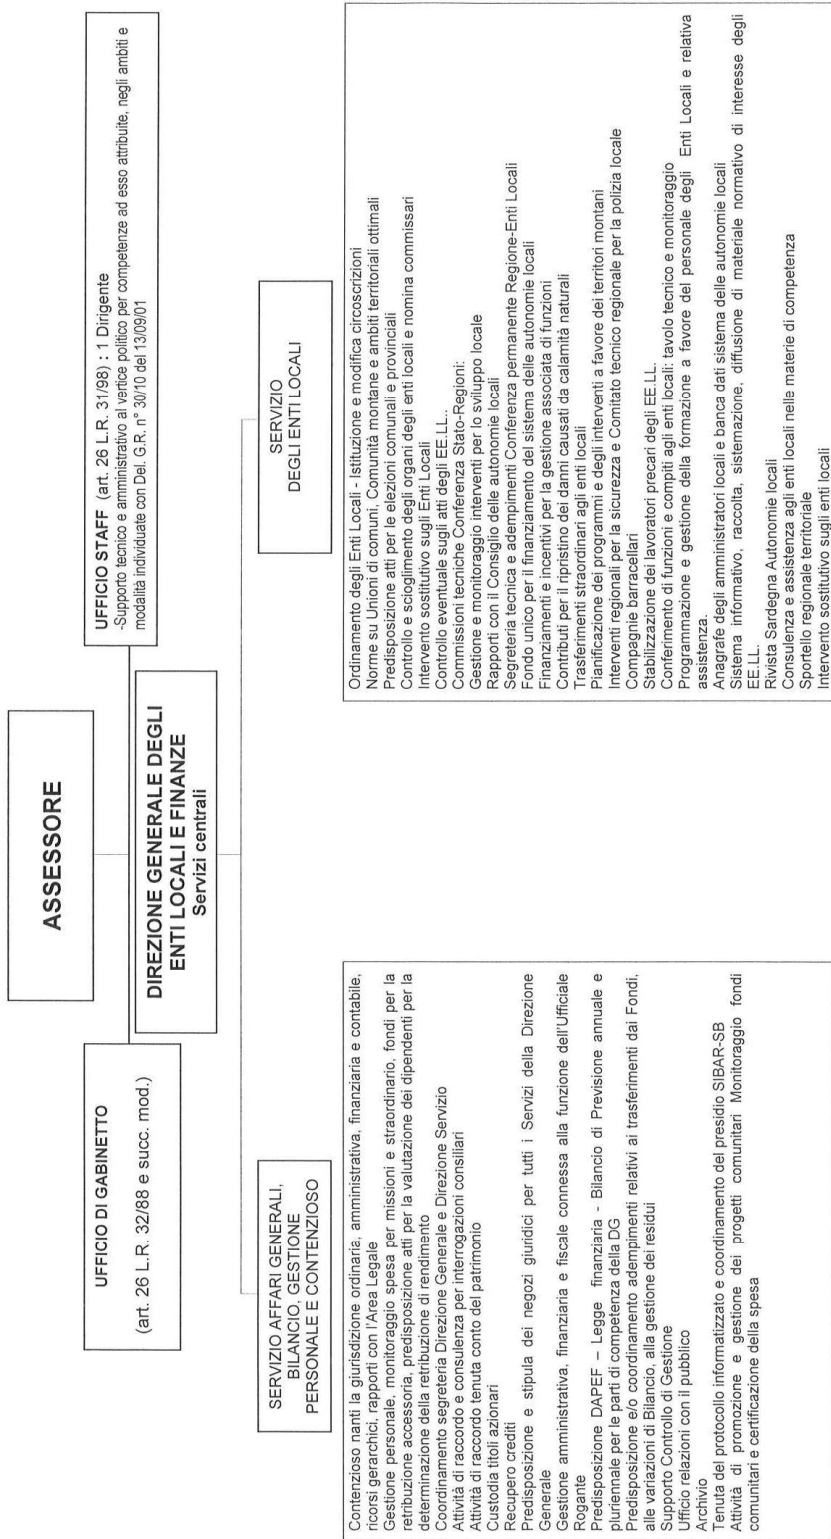 ASSESSORE
UFFICIO DI GABINETTO
(art. 26 L.R. 32/88 e succ. mod.)
UFFICIO STAFF (art. 26 L.R. 31/98) : 1 Dirigente
-Supporto tecnico e amministrativo al vertice politico per competenze ad esso attribuite, negli ambiti e
modalità individuate con Del. G.R. n° 30/10 del 13/09/01
DIREZIONE GENERALE DEGLI
ENTI LOCALI E FINANZE
Servizi centrali
SERVIZIO AFFARI GENERALI,
BILANCIO, GESTIONE
PERSONALE E CONTENZIOSO
Contenzioso nanti la giurisdizione ordinaria, amministrativa, finanziaria e contabile,
ricorsi gerarchici, rapporti con l'Area Legale
Gestione personale, monitoraggio spesa per missioni e straordinario, fondi per la
retribuzione accessoria, predisposizione atti per la valutazione dei dipendenti per la
determinazione della retribuzione di rendimento
Coordinamento segreteria Direzione Generale e Direzione Servizio
Attività di raccordo e consulenza per interrogazioni consiliari
Attività di raccordo tenuta conto del patrimonio
Custodia titoli azionari
Recupero crediti
Predisposizione e stipula dei negozi giuridici per tutti i Servizi della Direzione
Generale
Gestione amministrativa, finanziaria e fiscale connessa alla funzione dell'Ufficiale
Rogante
Predisposizione DAPEF – Legge finanziaria - Bilancio di Previsione annuale e
pluriennale per le parti di competenza della DG
Predisposizione e/o coordinamento adempimenti relativi ai trasferimenti dai Fondi,
alle variazioni di Bilancio, alla gestione dei residui
Supporto Controllo di Gestione
Ufficio relazioni con il pubblico
Archivio
Tenuta del protocollo informatizzato e coordinamento del presidio SIBAR-SB
Attività di promozione e gestione dei progetti comunitari Monitoraggio fondi
comunitari e certificazione della spesa
SERVIZIO
DEGLI ENTI LOCALI
Ordinamento degli Enti Locali - Istituzione e modifica circoscrizioni
Norme su Unioni di comuni, Comunità montane e ambiti territoriali ottimali
Predisposizione atti per le elezioni comunali e provinciali
Controllo e scioglimento degli organi degli enti locali e nomina commissari
Intervento sostitutivo sugli Enti Locali
Controllo eventuale sugli atti degli EE.LL..
Commissioni tecniche Conferenza Stato-Regioni:
Gestione e monitoraggio interventi per lo sviluppo locale
Rapporti con il Consiglio delle autonomie locali
Segreteria tecnica e adempimenti Conferenza permanente Regione-Enti Locali
Fondo unico per il finanziamento del sistema delle autonomie locali
Finanziamenti e incentivi per la gestione associata di funzioni
Contributi per il ripristino dei danni causati da calamità naturali
Trasferimenti straordinari agli enti locali
Pianificazione dei programmi e degli interventi a favore dei territori montani
Interventi regionali per la sicurezza e Comitato tecnico regionale per la polizia locale
Compagnie barracellari
Stabilizzazione dei lavoratori precari degli EE.LL.
Conferimento di funzioni e compiti agli enti locali: tavolo tecnico e monitoraggio
Programmazione e gestione della formazione a favore del personale degli Enti Locali e relativa
assistenza.
Anagrafe degli amministratori locali e banca dati sistema delle autonomie locali
Sistema informativo, raccolta, sistemazione, diffusione di materiale normativo di interesse degli
EE.LL.
Rivista Sardegna Autonomie locali
Consulenza e assistenza agli enti locali nelle materie di competenza
Sportello regionale territoriale
Intervento sostitutivo sugli enti locali